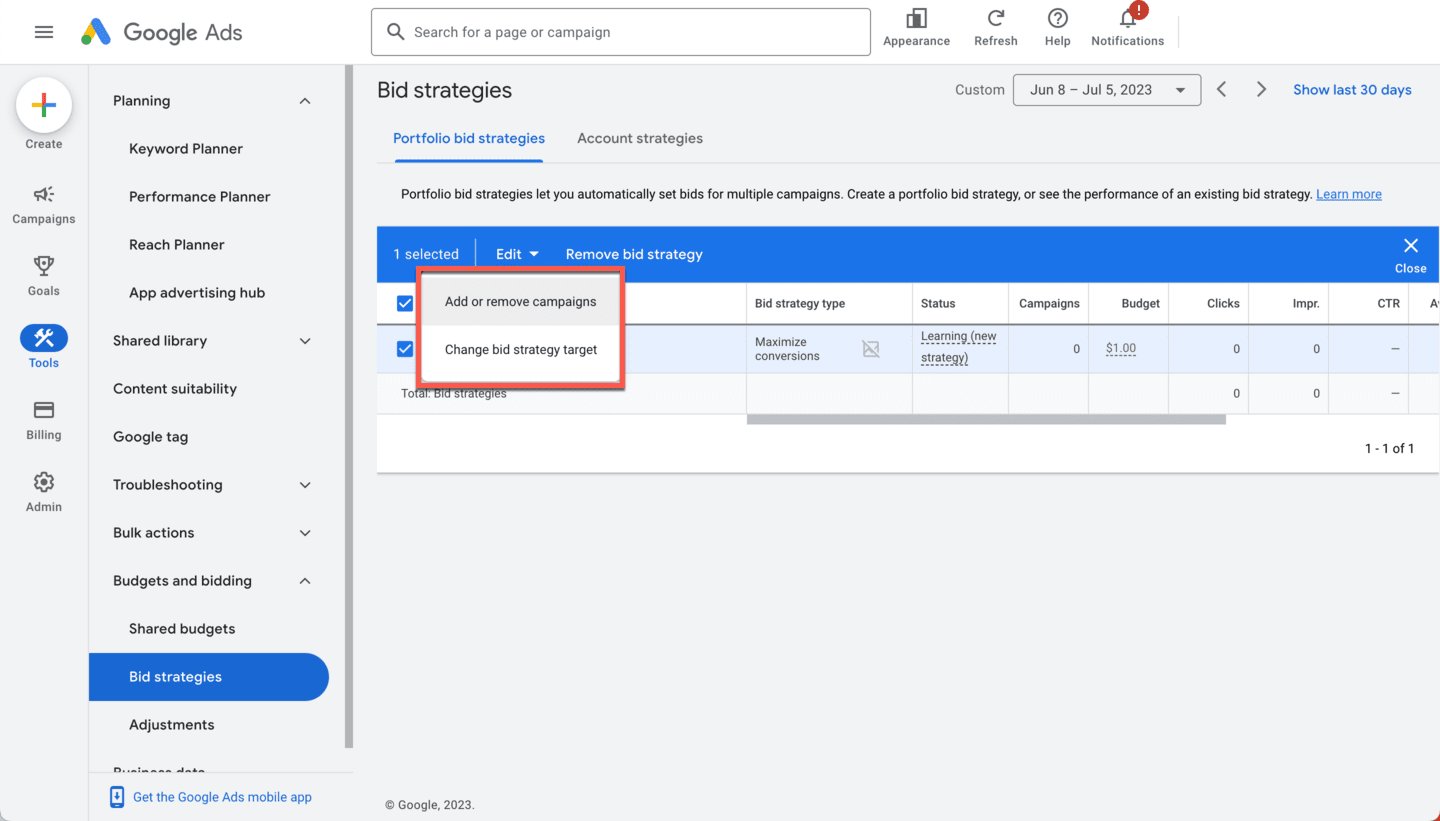 Google Ads
Search for a page or campaign
Appearance
Refresh
Help
!
Notifications
Create
Campaigns
Goals
Tools
Billing
Admin
Planning
Keyword Planner
Performance Planner
Reach Planner
App advertising hub
Shared library
Content suitability
Google tag
Troubleshooting
Bulk actions
Budgets and bidding
Shared budgets
Bid strategies
Adjustments
Business data
Get the Google Ads mobile app
Bid strategies
Custom
Jun 8 – Jul 5, 2023
Show last 30 days
Portfolio bid strategies
Account strategies
Portfolio bid strategies let you automatically set bids for multiple campaigns. Create a portfolio bid strategy, or see the performance of an existing bid strategy. Learn more
1 selected
Edit
Remove bid strategy
Close
Add or remove campaigns
Change bid strategy target
Bid strategy type
Status
Campaigns
Budget
Clicks
Impr.
CTR
Maximize
conversions
Learning (new
strategy)
0
$1.00
0
0
–
Total: Bid strategies
0
0
–
1 - 1 of 1
© Google, 2023.